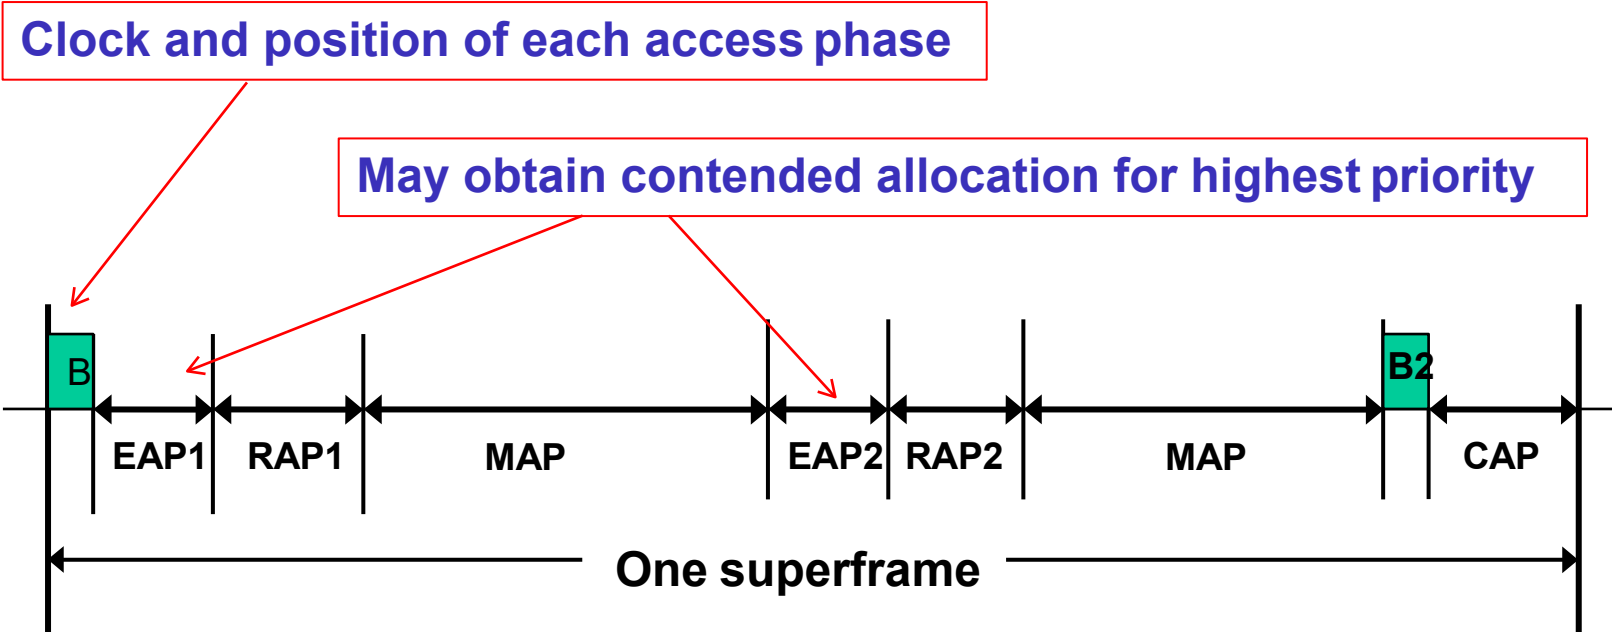 Clock and position of each access phase
May obtain contended allocation for highest priority
B
B2
EAP1 RAP1 MAP EAP2 RAP2 MAP CAP
One superframe